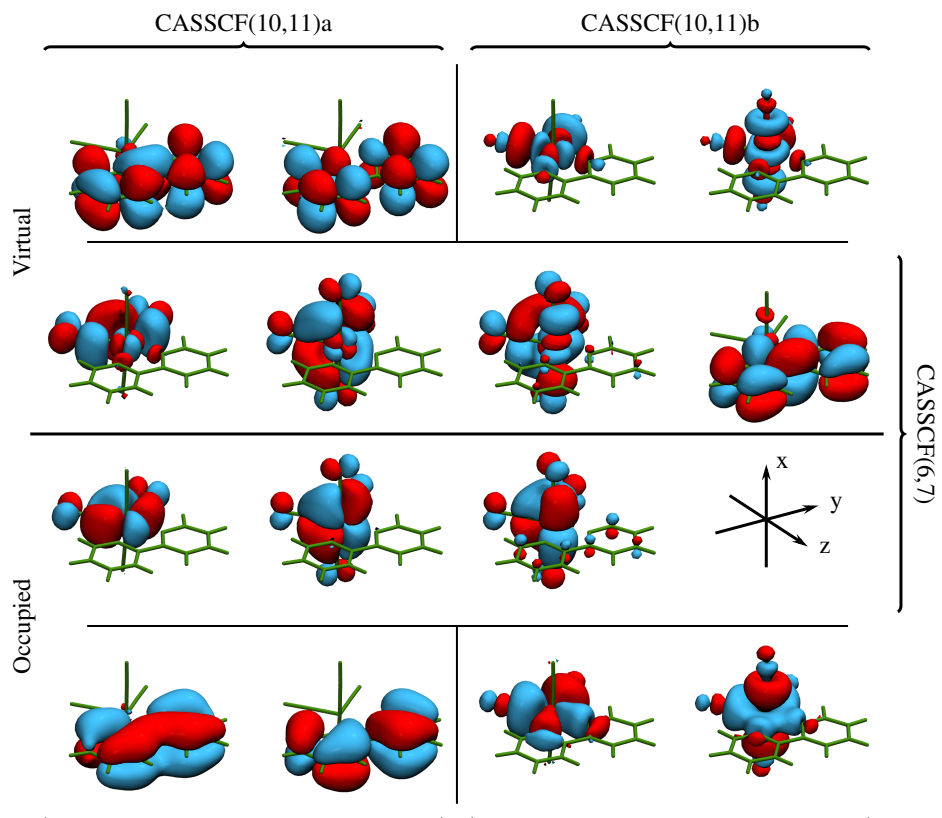 CASSCF(10,11)a
CASSCF(10,11)b
Virtual
CASSCF(6,7)
x
y
z
Occupied